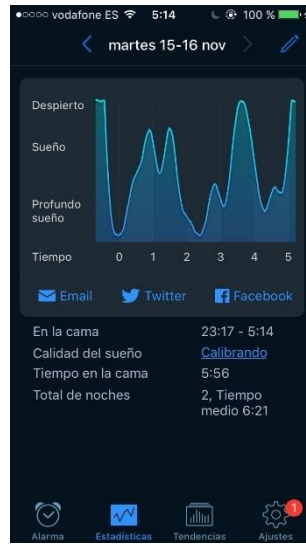 vodafone ES 5:14 100 %
martes 15-16 nov
Despierto
Sueño
Profundo
sueño
Tiempo 0 1 2 3 4 5
Email Twitter Facebook
En la cama 23:17 - 5:14
Calidad del sueño Calibrando
Tiempo en la cama 5:56
Total de noches 2, Tiempo
medio 6:21
1
Alarma Estadísticas Tendencias Ajustes